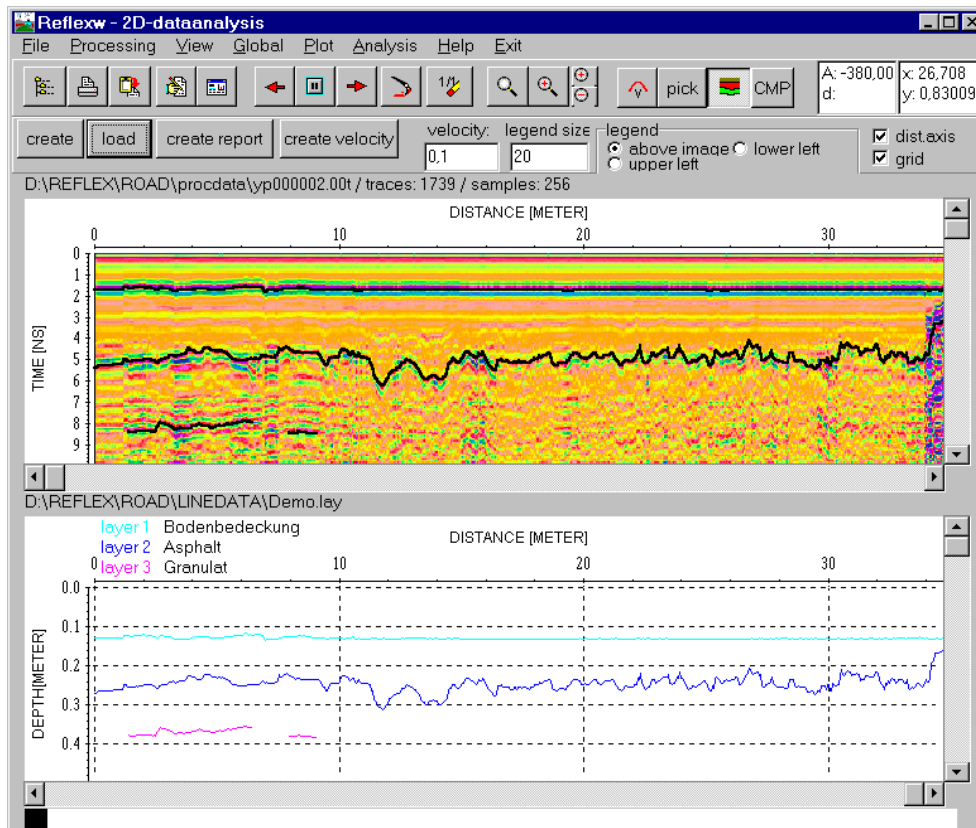 Reflexw - 2D-dataanalysis
File Processing View Global Plot Analysis Help Exit
pick CMP
A: -380,00 x: 26,708
d: y: 0,83009
create load create report create velocity
velocity: legend size
0,1 20
legend
above image lower left
upper left
dist.axis
grid
D:\REFLEX\ROAD\procdata\yp000002.00t / traces: 1739 / samples: 256
DISTANCE [METER]
0 10 20 30
TIME [NS]
0
1
2
3
4
5
6
7
8
9
D:\REFLEX\ROAD\LINEDATA\Demo.lay
layer 1 Bodenbedeckung
layer 2 Asphalt
layer 3 Granulat
DISTANCE [METER]
0 10 20 30
DEPTH[METER]
0.0
0.1
0.2
0.3
0.4